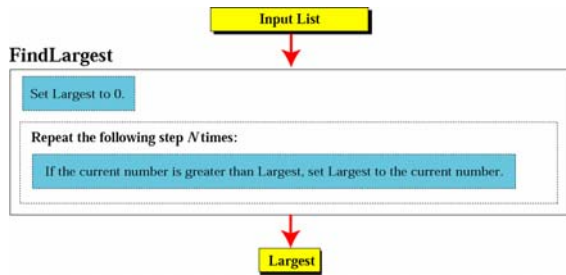 Input List
FindLargest
Set Largest to 0.
Repeat the following step N times:
If the current number is greater than Largest, set Largest to the current number.
Largest